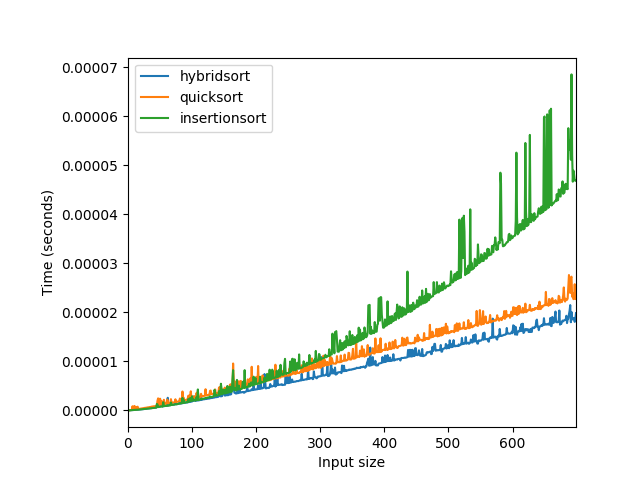 0.00007
0.00006
0.00005
0.00004
0.00003
0.00002
0.00001
0.00000
Time (seconds)
hybridsort
quicksort
insertionsort
0 100 200 300 400 500 600
Input size